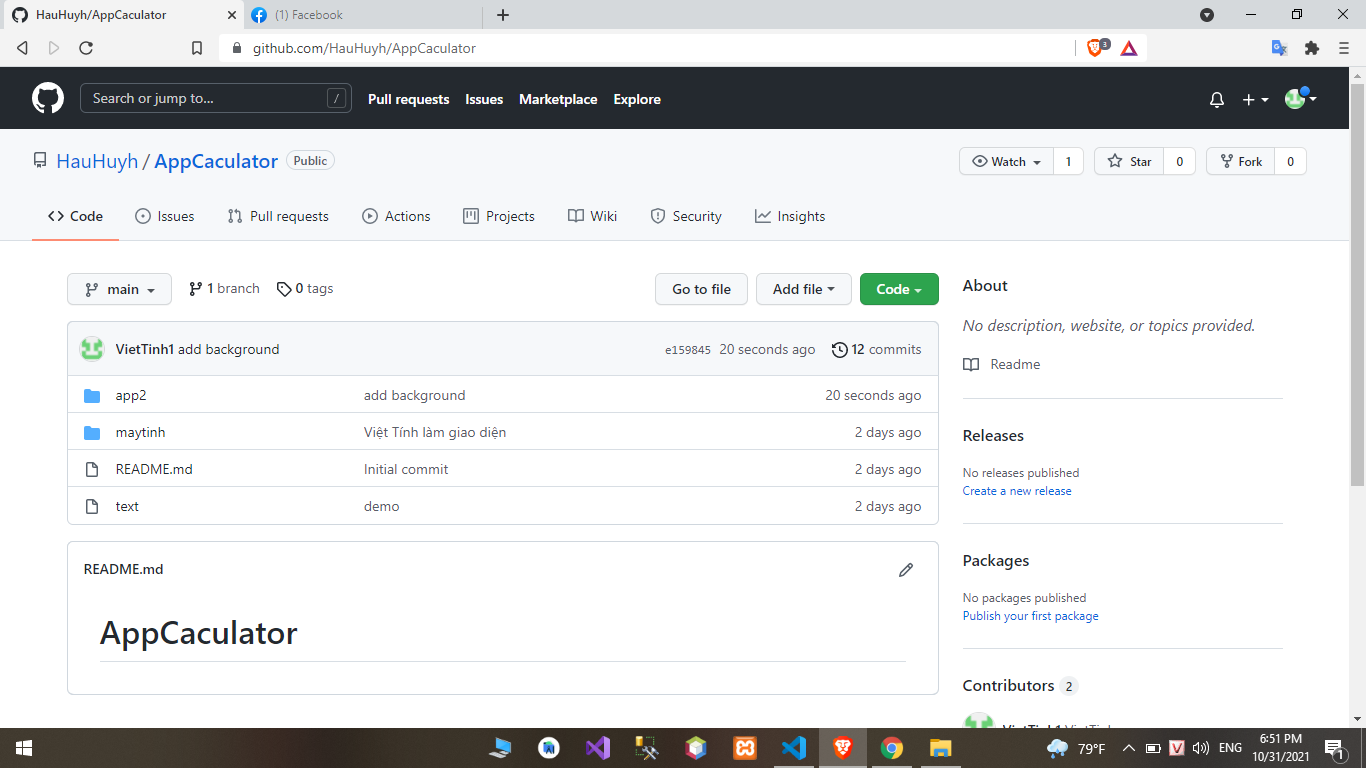 HauHuyh/AppCaculator
(1) Facebook
github.com/HauHuyh/AppCaculator
3
Search or jump to...
/
Pull requests
Issues
Marketplace
Explore
HauHuyh / AppCaculator
Public
Watch
1
Star
0
Fork
0
Code
Issues
Pull requests
Actions
Projects
Wiki
Security
Insights
main
1 branch
0 tags
Go to file
Add file
Code
VietTinh1 add background
e159845
20 seconds ago
12 commits
app2
add background
20 seconds ago
maytinh
Việt Tính làm giao diện
2 days ago
README.md
Initial commit
2 days ago
text
demo
2 days ago
README.md
AppCaculator
About
No description, website, or topics provided.
Readme
Releases
No releases published
Create a new release
Packages
No packages published
Publish your first package
Contributors 2
VietTinh1 VietTinh
79°F
V
ENG
6:51 PM
10/31/2021
1